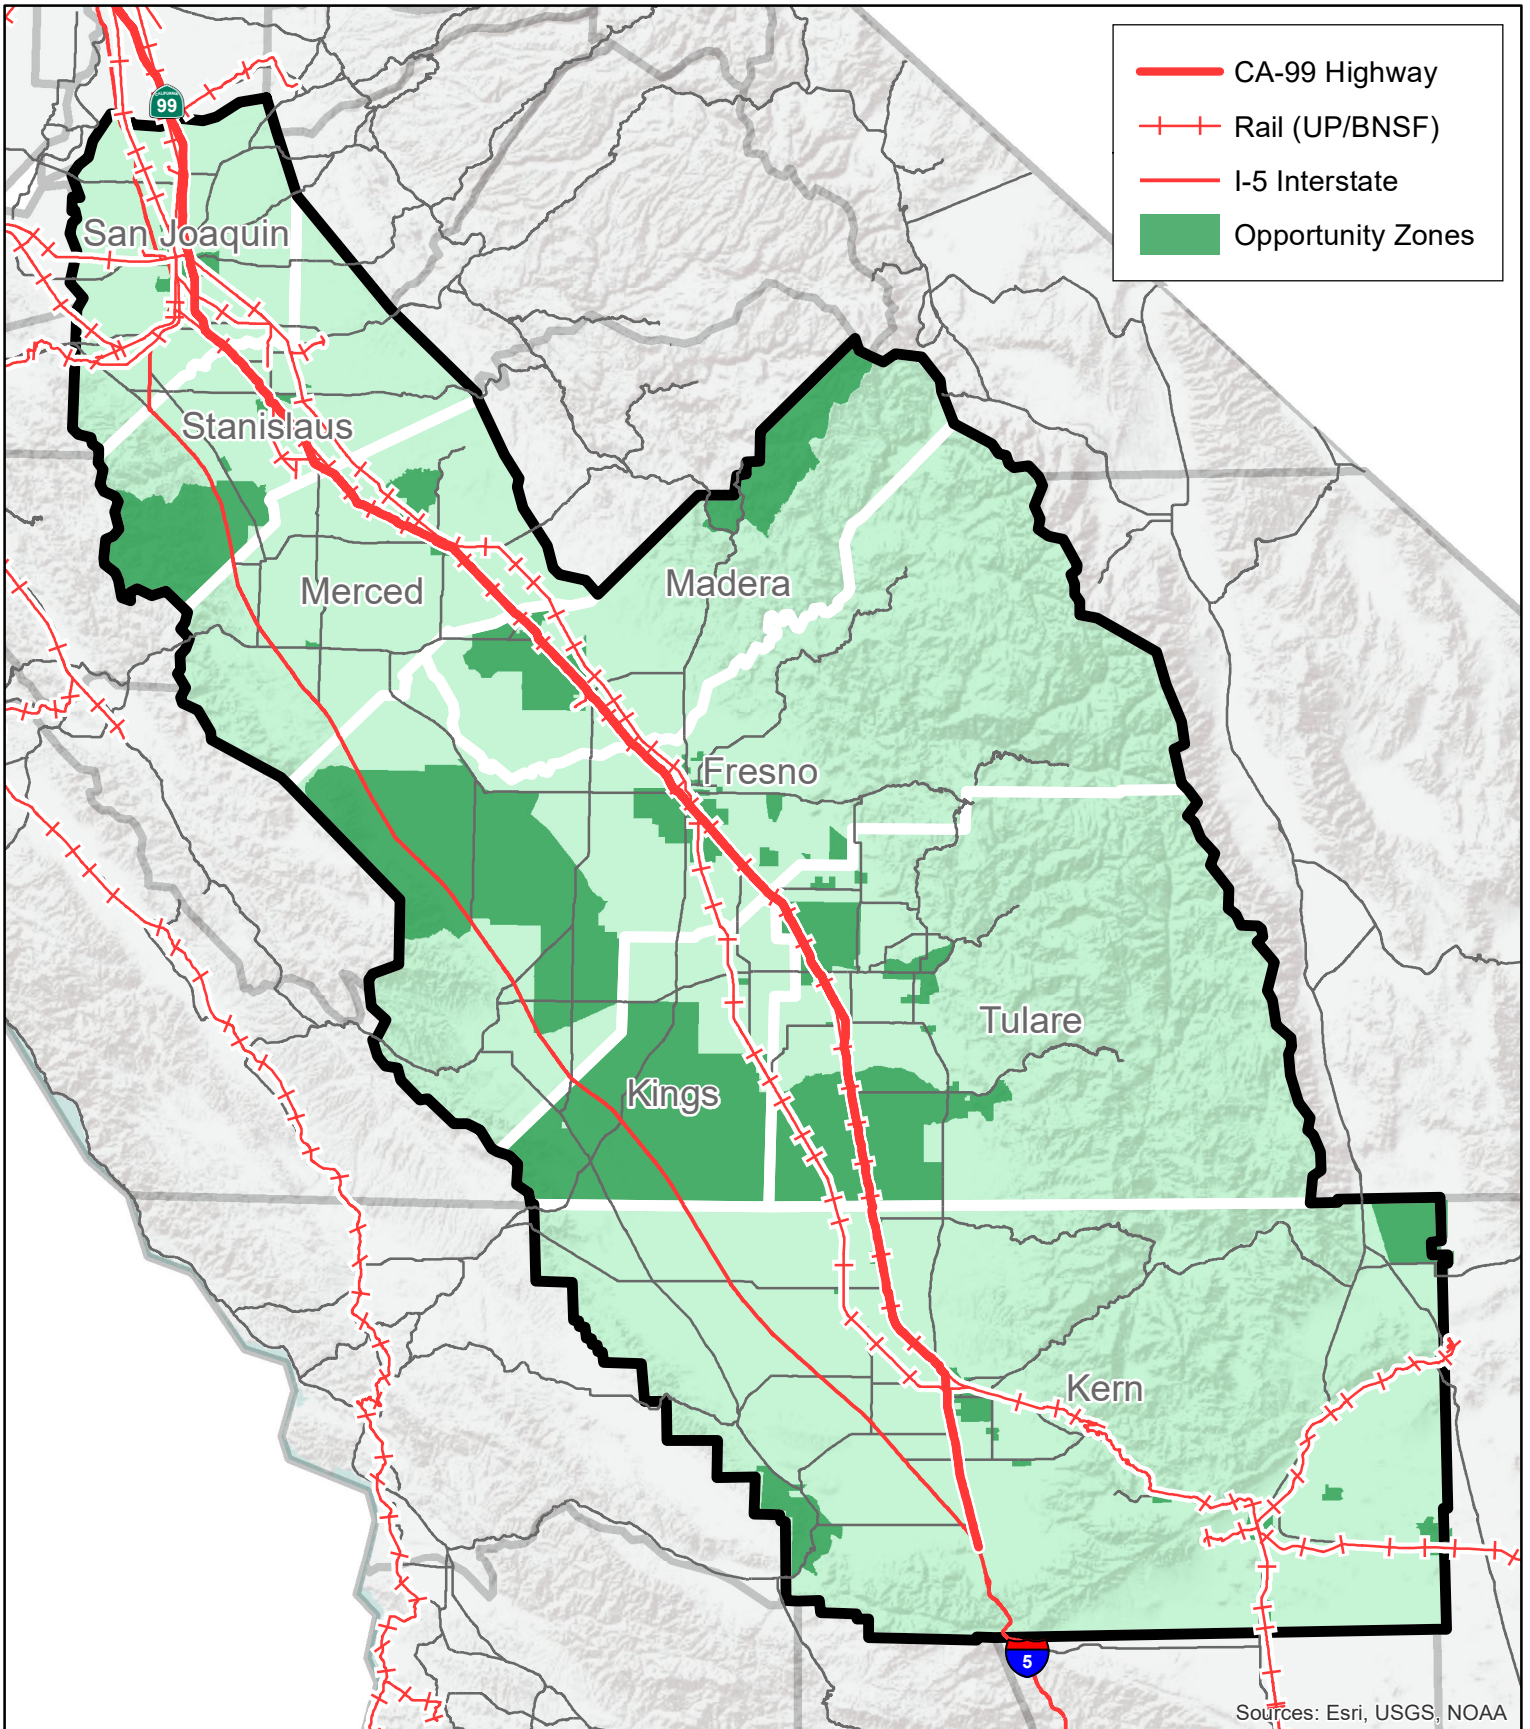 CA-99 Highway
Rail (UP/BNSF)
I-5 Interstate
Opportunity Zones
CALIFORNIA
99
San Joaquin
Stanislaus
Merced
Madera
Fresno
Tulare
Kings
Kern
5
Sources: Esri, USGS, NOAA